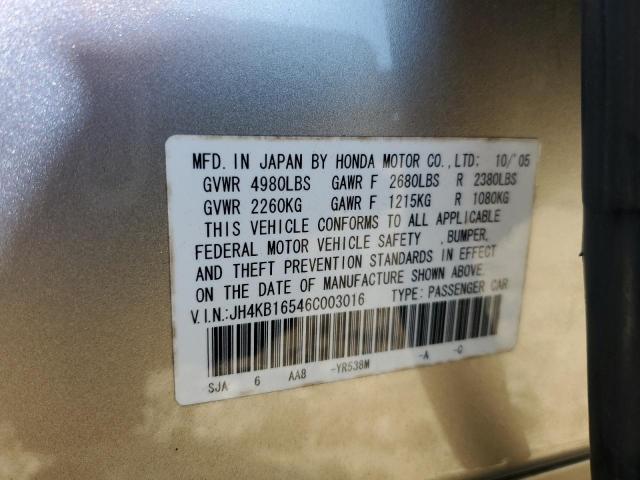 MFD. IN JAPAN BY HONDA MOTOR CO., LTD: 10/'05
GVWR 4980LBS GAWR F 2680LBS R 2380LBS
GVWR 2260KG GAWR F 1215KG R 1080KG
THIS VEHICLE CONFORMS TO ALL APPLICABLE
FEDERAL MOTOR VEHICLE SAFETY , BUMPER,
AND THEFT PREVENTION STANDARDS IN EFFECT
ON THE DATE OF MANUFACTURE SHOWN ABOVE.
V.I.N.:JH4KB16546C003016 TYPE: PASSENGER CAR
SJA 6 AA8 -YR538M -A -C